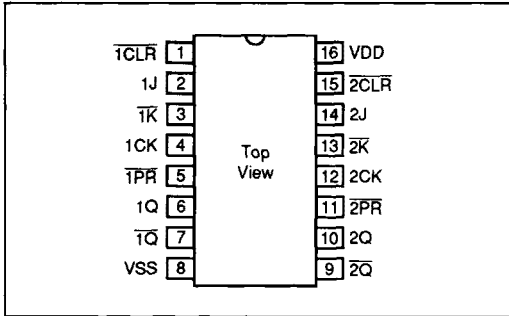 1CLR 1 16 VDD
1J 2 15 2CLR
1K 3 14 2J
1CK 4 13 2K
Top
View
1PR 5 12 2CK
1Q 6 11 2PR
1Q 7 10 2Q
VSS 8 9 2Q